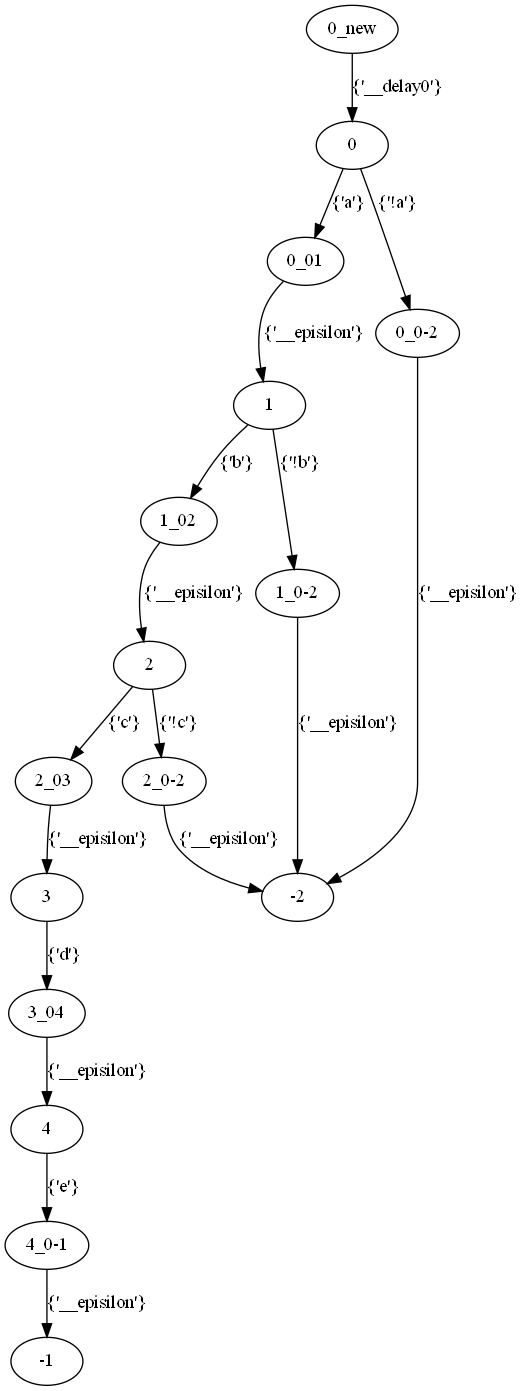 0_new
{'__delay0'}
0
{'a'} {'!a'}
0_01
{'__episilon'} 0_0-2
1
{'b'} {'!b'}
1_02
{'__episilon'} 1_0-2 {'__episilon'}
2
{'c'} {'!c'} {'__episilon'}
2_03 2_0-2
{'__episilon'} {'__episilon'}
3 -2
{'d'}
3_04
{'__episilon'}
4
{'e'}
4_0-1
{'__episilon'}
-1